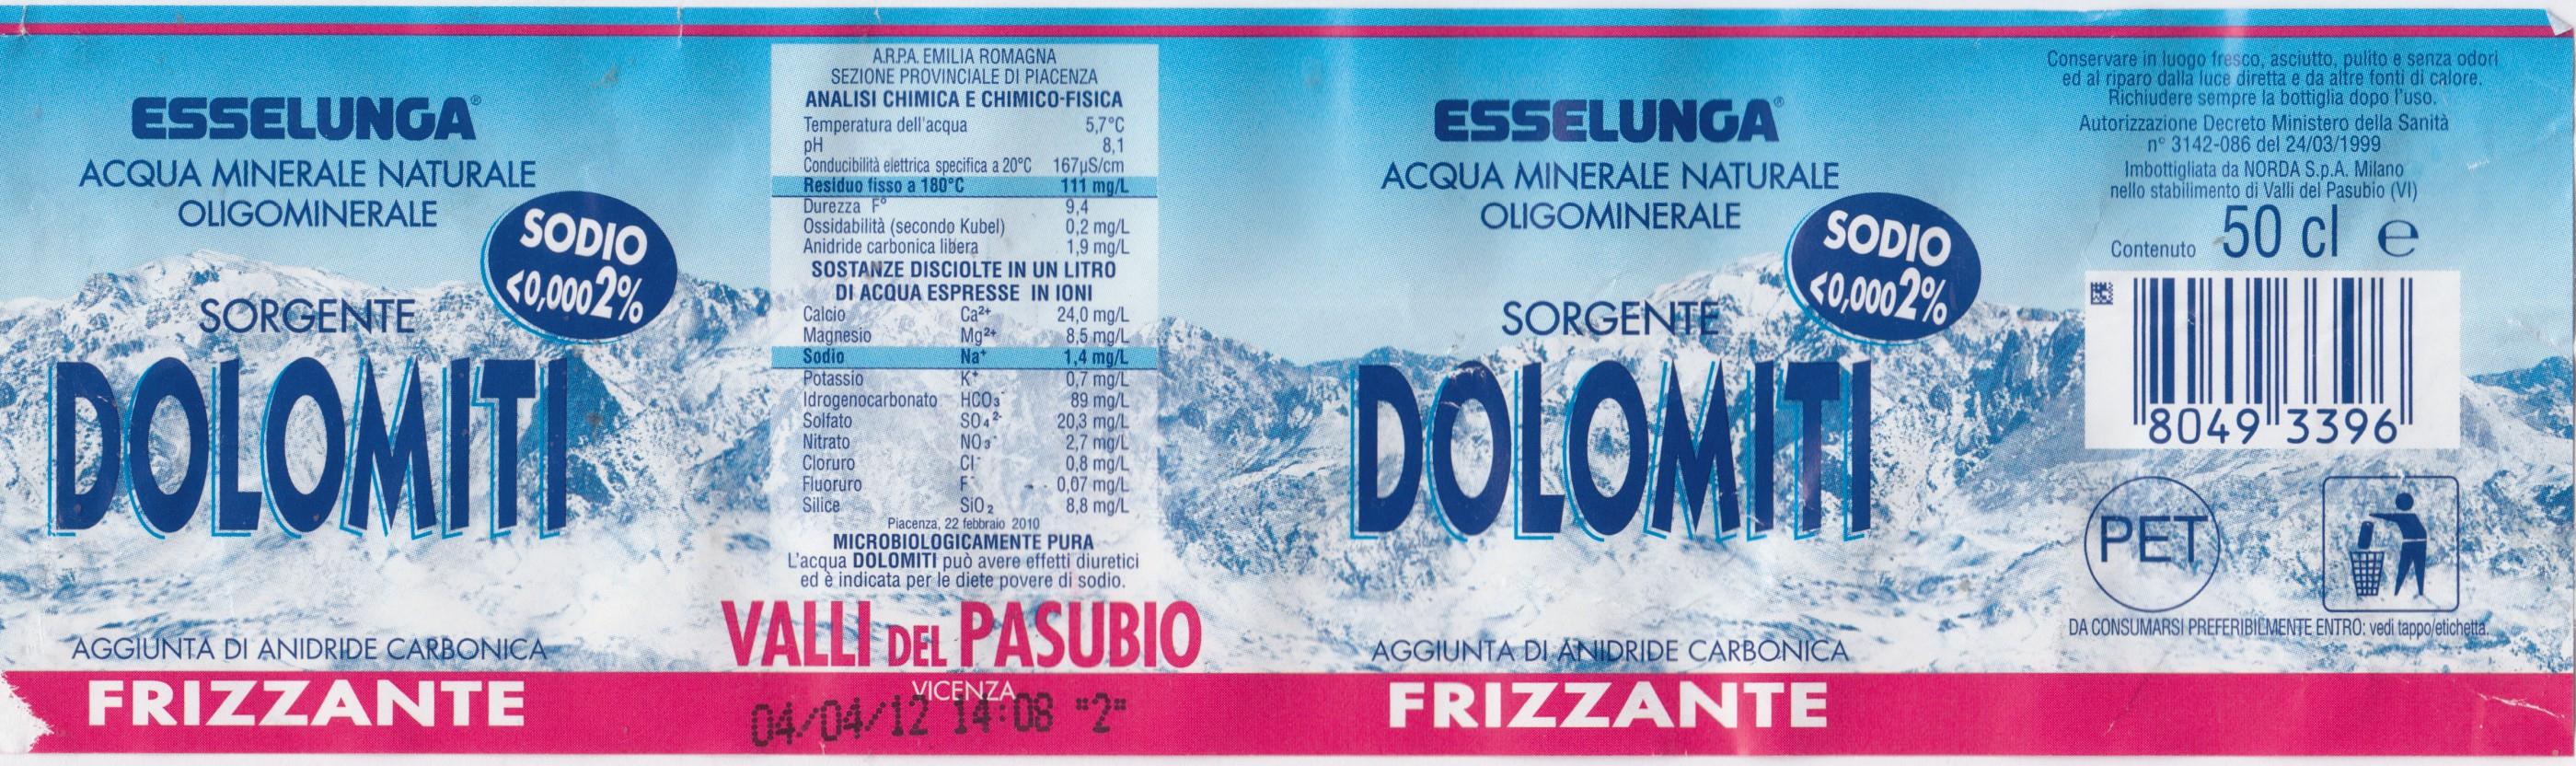 ESSELUNGA®
ACQUA MINERALE NATURALE
OLIGOMINERALE
SODIO
<0,0002%
SORGENTE
DOLOMITI
AGGIUNTA DI ANIDRIDE CARBONICA
FRIZZANTE
A.R.P.A. EMILIA ROMAGNA
SEZIONE PROVINCIALE DI PIACENZA
ANALISI CHIMICA E CHIMICO-FISICA
Temperatura dell'acqua 5,7°C
pH 8,1
Conducibilità elettrica specifica a 20°C 167µS/cm
Residuo fisso a 180°C 111 mg/L
Durezza F° 9,4
Ossidabilità (secondo Kubel) 0,2 mg/L
Anidride carbonica libera 1,9 mg/L
SOSTANZE DISCIOLTE IN UN LITRO
DI ACQUA ESPRESSE IN IONI
Calcio Ca²⁺ 24,0 mg/L
Magnesio Mg²⁺ 8,5 mg/L
Sodio Na⁺ 1,4 mg/L
Potassio K⁺ 0,7 mg/L
Idrogenocarbonato HCO₃⁻ 89 mg/L
Solfato SO₄²⁻ 20,3 mg/L
Nitrato NO₃⁻ 2,7 mg/L
Cloruro Cl⁻ 0,8 mg/L
Fluoruro F⁻ 0,07 mg/L
Silice SiO₂ 8,8 mg/L
Piacenza, 22 febbraio 2010
MICROBIOLOGICAMENTE PURA
L'acqua DOLOMITI può avere effetti diuretici
ed è indicata per le diete povere di sodio.
VALLI DEL PASUBIO
VICENZA
04/04/12 14:08 "2"
ESSELUNGA®
ACQUA MINERALE NATURALE
OLIGOMINERALE
SODIO
<0,0002%
SORGENTE
DOLOMITI
AGGIUNTA DI ANIDRIDE CARBONICA
FRIZZANTE
Conservare in luogo fresco, asciutto, pulito e senza odori
ed al riparo dalla luce diretta e da altre fonti di calore.
Richiudere sempre la bottiglia dopo l'uso.
Autorizzazione Decreto Ministero della Sanità
n° 3142-086 del 24/03/1999
Imbottigliata da NORDA S.p.A. Milano
nello stabilimento di Valli del Pasubio (VI)
Contenuto 50 cl ℮
8049 3396
PET
DA CONSUMARSI PREFERIBILMENTE ENTRO: vedi tappo/etichetta.